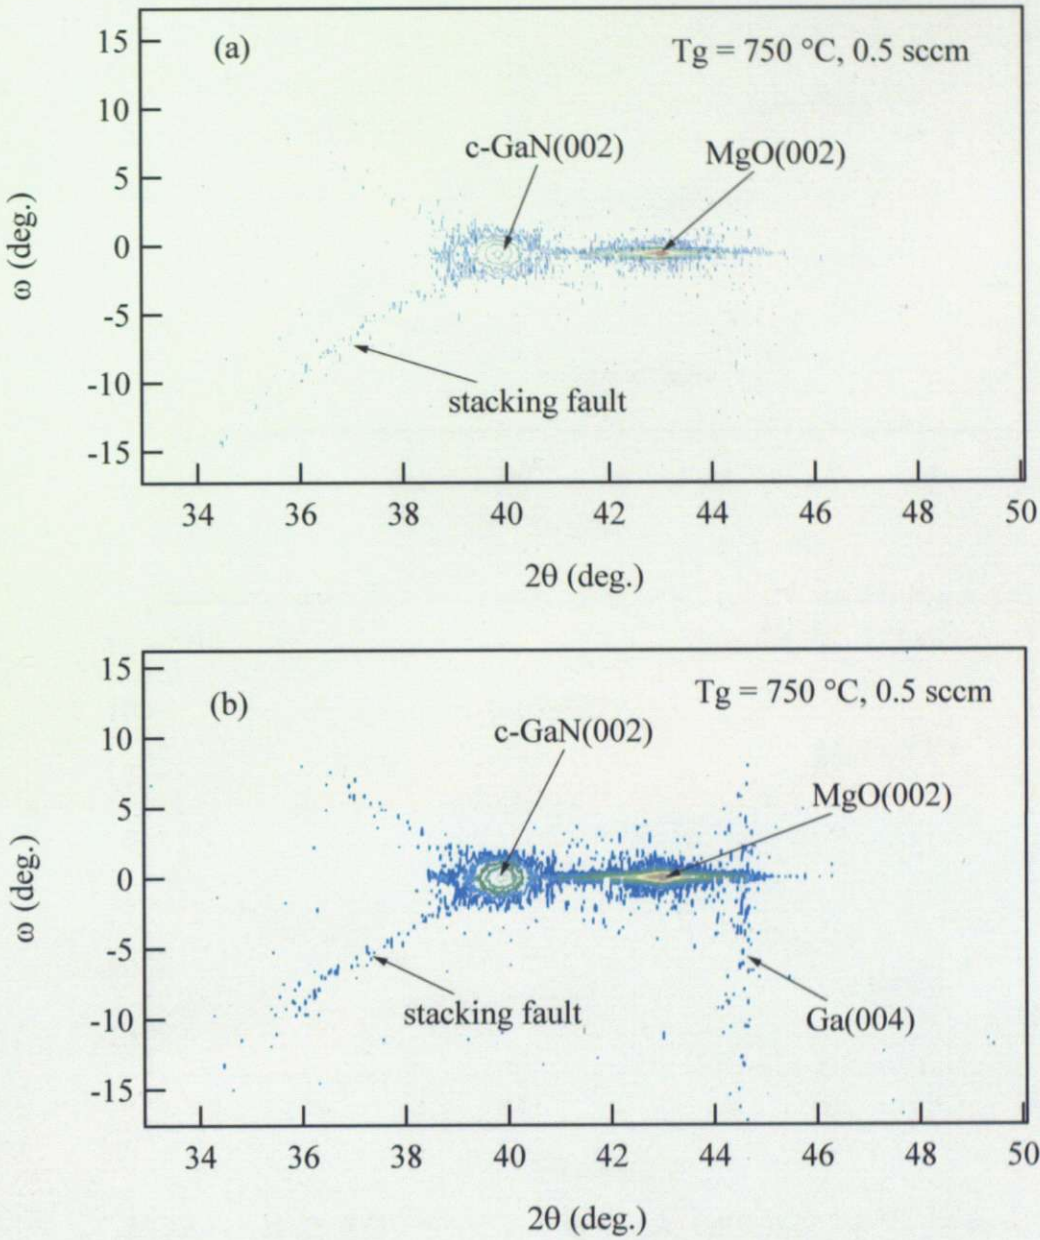 (a)
Tg = 750 °C, 0.5 sccm
c-GaN(002)
MgO(002)
stacking fault
15
10
5
0
-5
-10
-15
ω (deg.)
34 36 38 40 42 44 46 48 50
2θ (deg.)
(b)
Tg = 750 °C, 0.5 sccm
c-GaN(002)
MgO(002)
stacking fault
Ga(004)
15
10
5
0
-5
-10
-15
ω (deg.)
34 36 38 40 42 44 46 48 50
2θ (deg.)